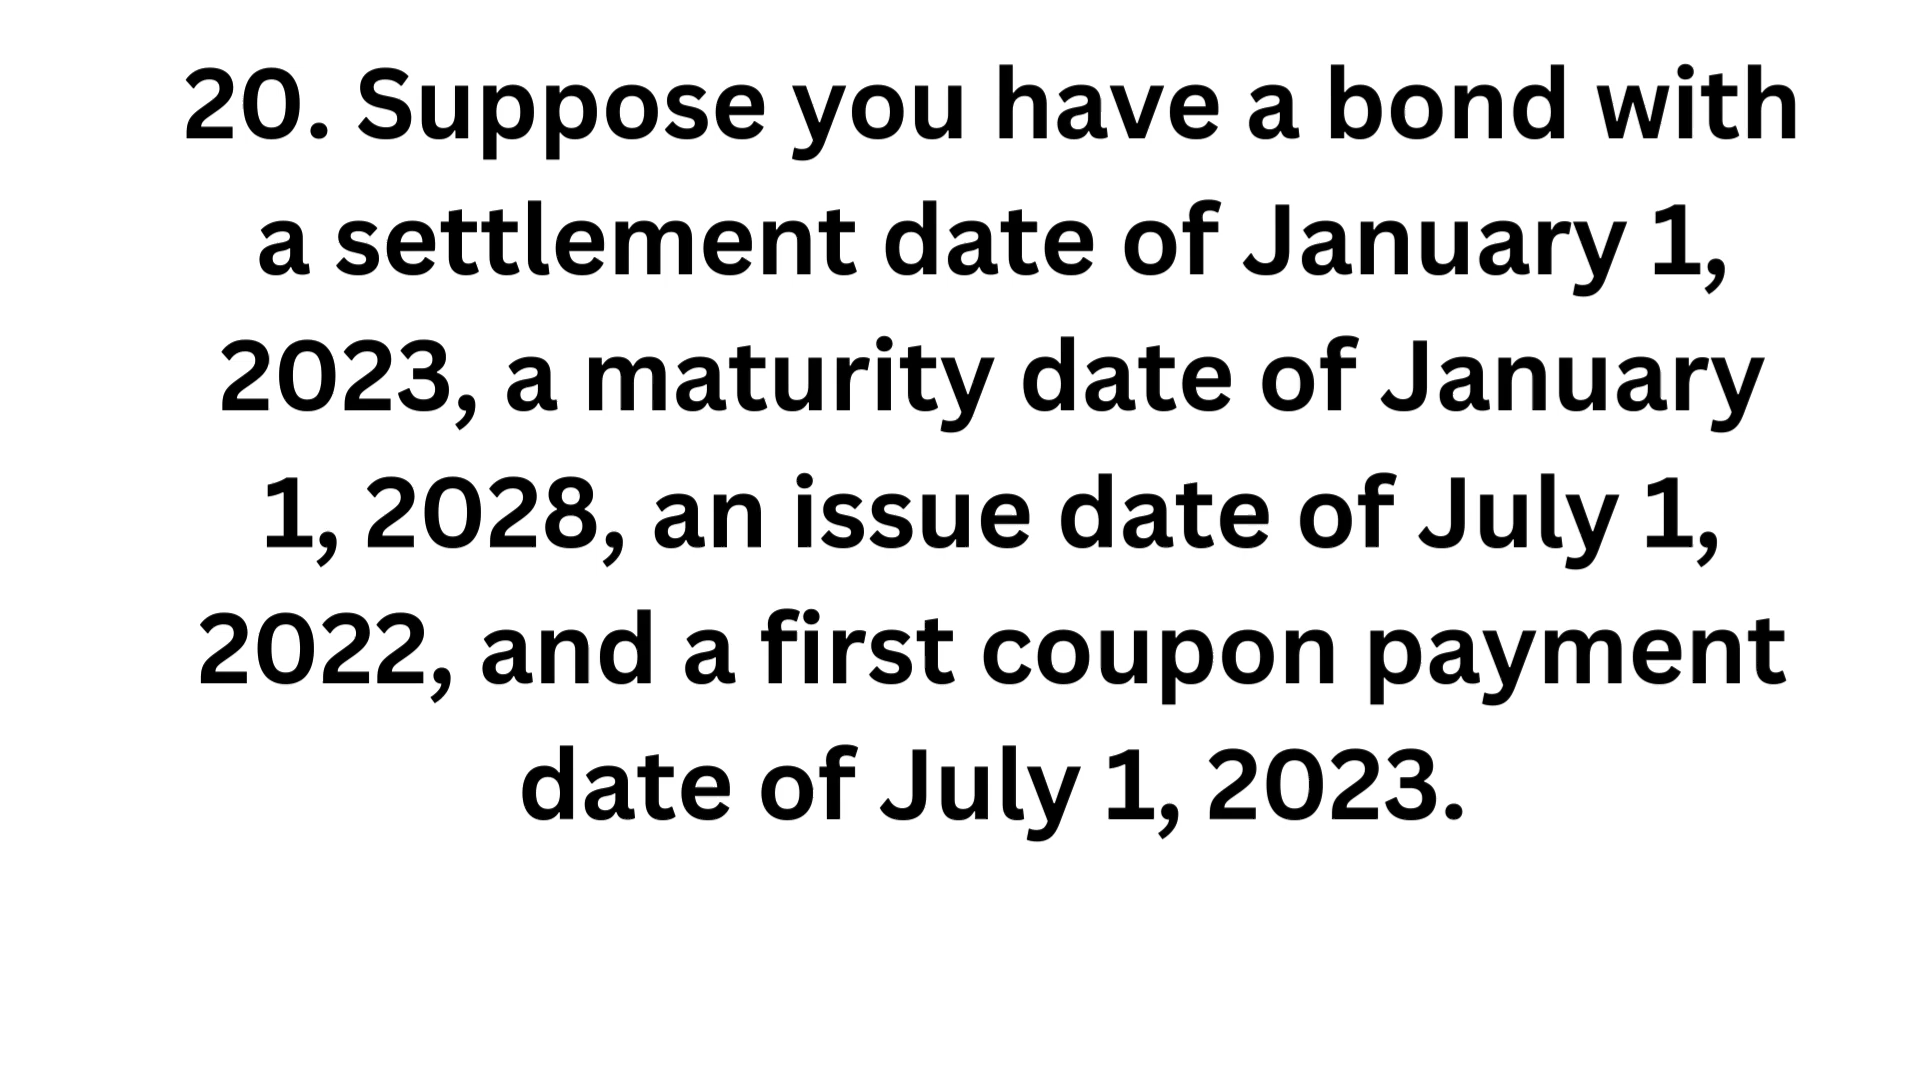 20. Suppose you have a bond with
a settlement date of January 1,
2023, a maturity date of January
1, 2028, an issue date of July 1,
2022, and a first coupon payment
date of July 1, 2023.